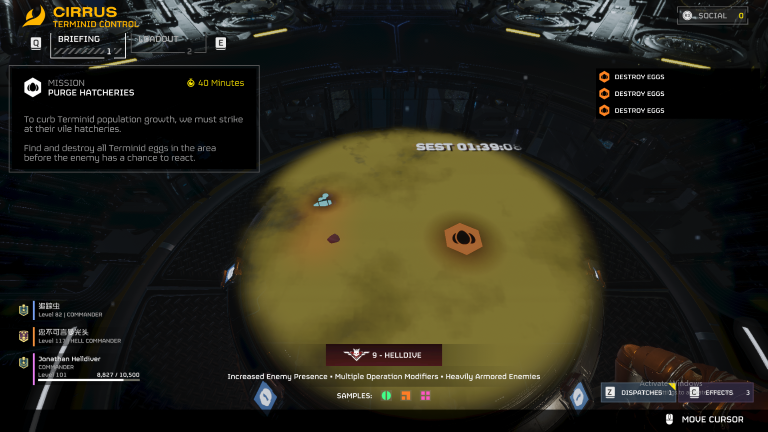 CIRRUS
TERMINID CONTROL
SOCIAL 0
Q BRIEFING 1 LOADOUT 2 E
MISSION
PURGE HATCHERIES
40 Minutes
To curb Terminid population growth, we must strike
at their vile hatcheries.
Find and destroy all Terminid eggs in the area
before the enemy has a chance to react.
DESTROY EGGS
DESTROY EGGS
DESTROY EGGS
SEST 01:39:0
Level 82 | COMMANDER
Level 117 | HELL COMMANDER
Jonathan Helldiver
COMMANDER
Level 101 8,827 / 10,500
9 - HELLDIVE
Increased Enemy Presence • Multiple Operation Modifiers • Heavily Armored Enemies
SAMPLES:
Activate Windows
Z DISPATCHES 1
C EFFECTS 3
MOVE CURSOR